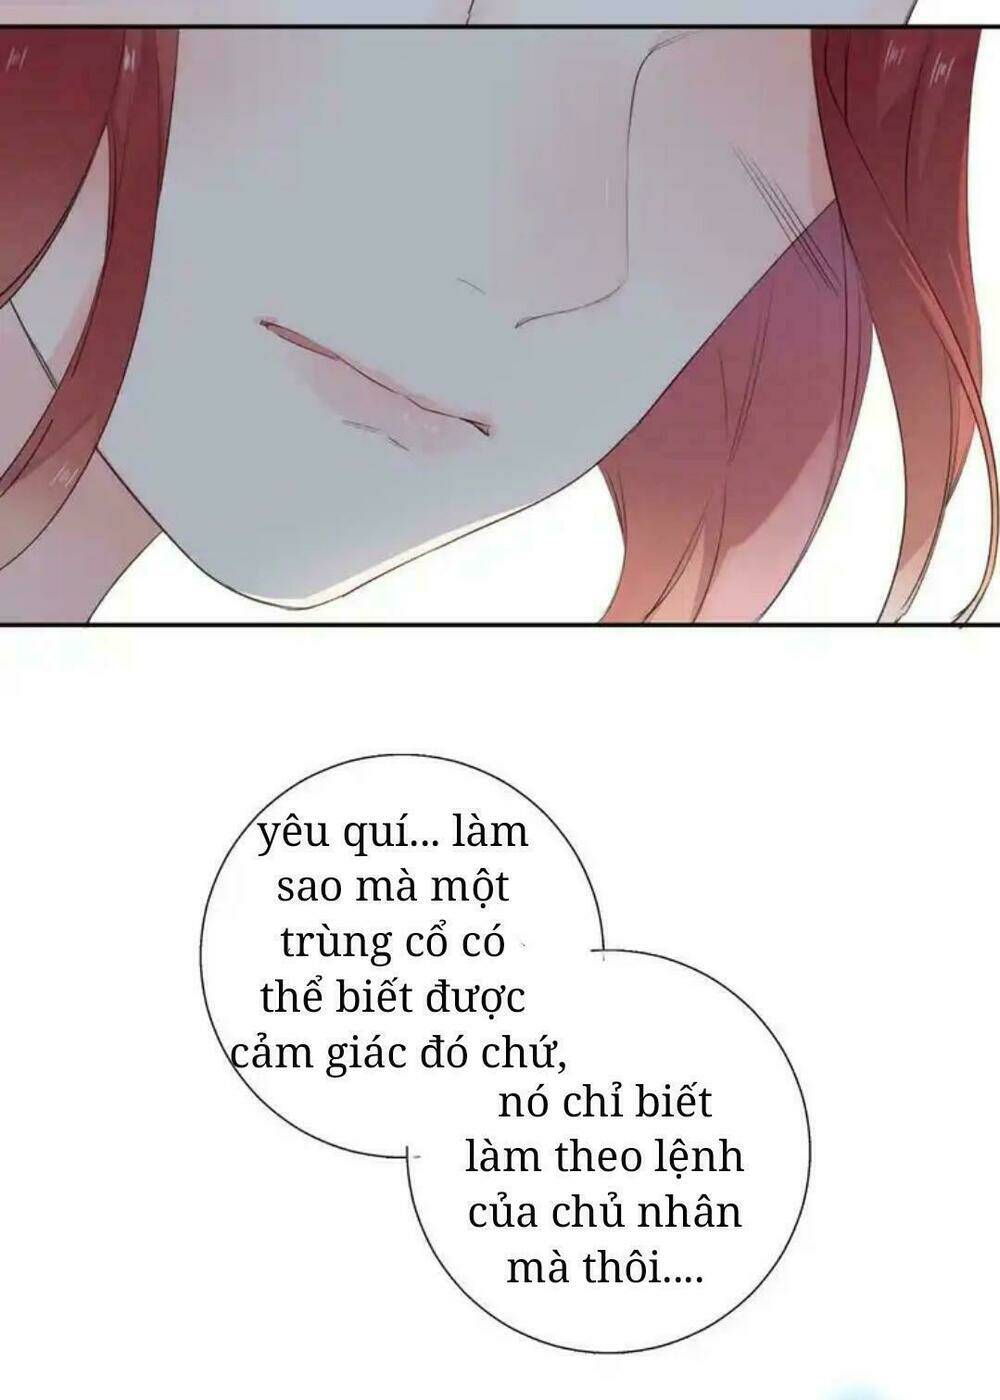 yêu quí... làm
sao mà một
trùng cổ có
thể biết được
cảm giác đó chứ,
nó chỉ biết
làm theo lệnh
của chủ nhân
mà thôi....